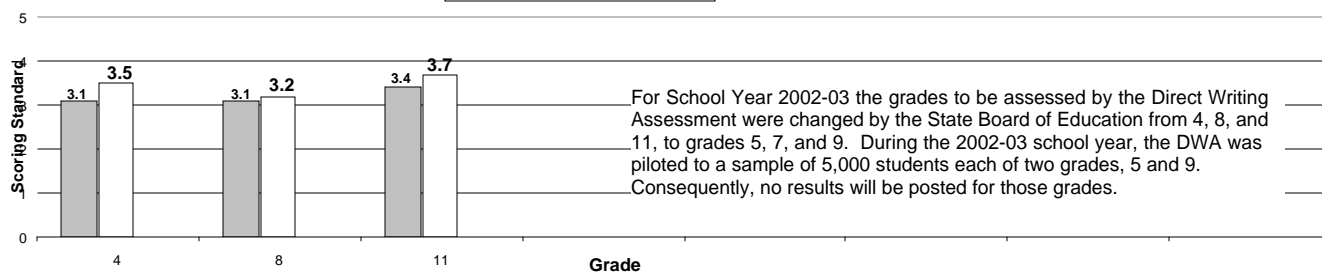 5
4
3
2
1
0
Scoring Standard
3.1
3.5
3.1
3.2
3.4
3.7
4
8
11
Grade
For School Year 2002-03 the grades to be assessed by the Direct Writing
Assessment were changed by the State Board of Education from 4, 8, and
11, to grades 5, 7, and 9. During the 2002-03 school year, the DWA was
piloted to a sample of 5,000 students each of two grades, 5 and 9.
Consequently, no results will be posted for those grades.